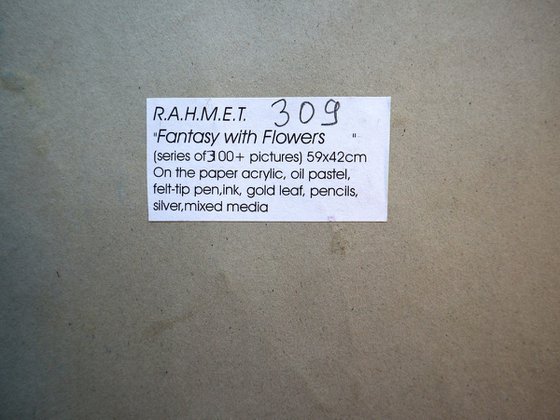 R.A.H.M.E.T. 309
"Fantasy with Flowers "
(series of 300+ pictures) 59x42cm
On the paper acrylic, oil pastel,
felt-tip pen,ink, gold leaf, pencils,
silver,mixed media